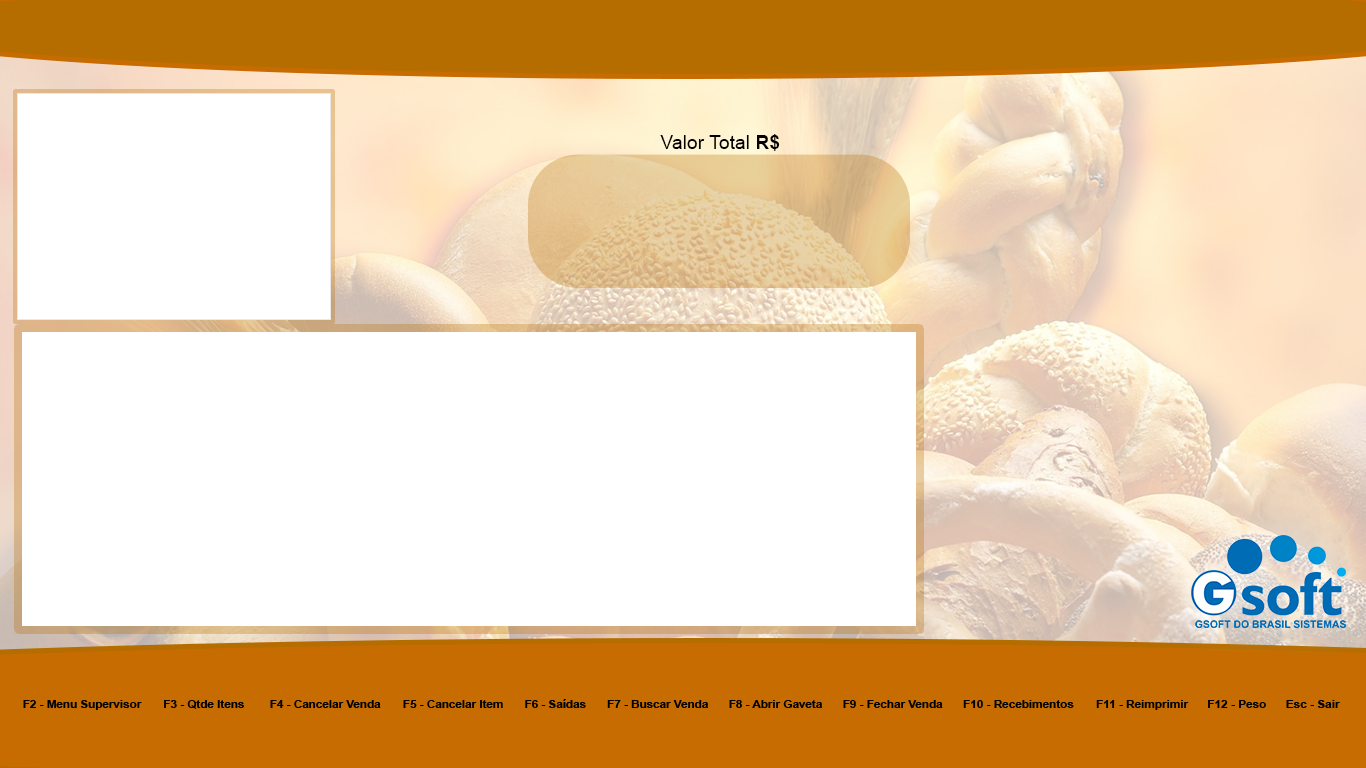 Valor Total R$
Gsoft
GSOFT DO BRASIL SISTEMAS
F2 - Menu Supervisor F3 - Qtde Itens F4 - Cancelar Venda F5 - Cancelar Item F6 - Saídas F7 - Buscar Venda F8 - Abrir Gaveta F9 - Fechar Venda F10 - Recebimentos F11 - Reimprimir F12 - Peso Esc - Sair